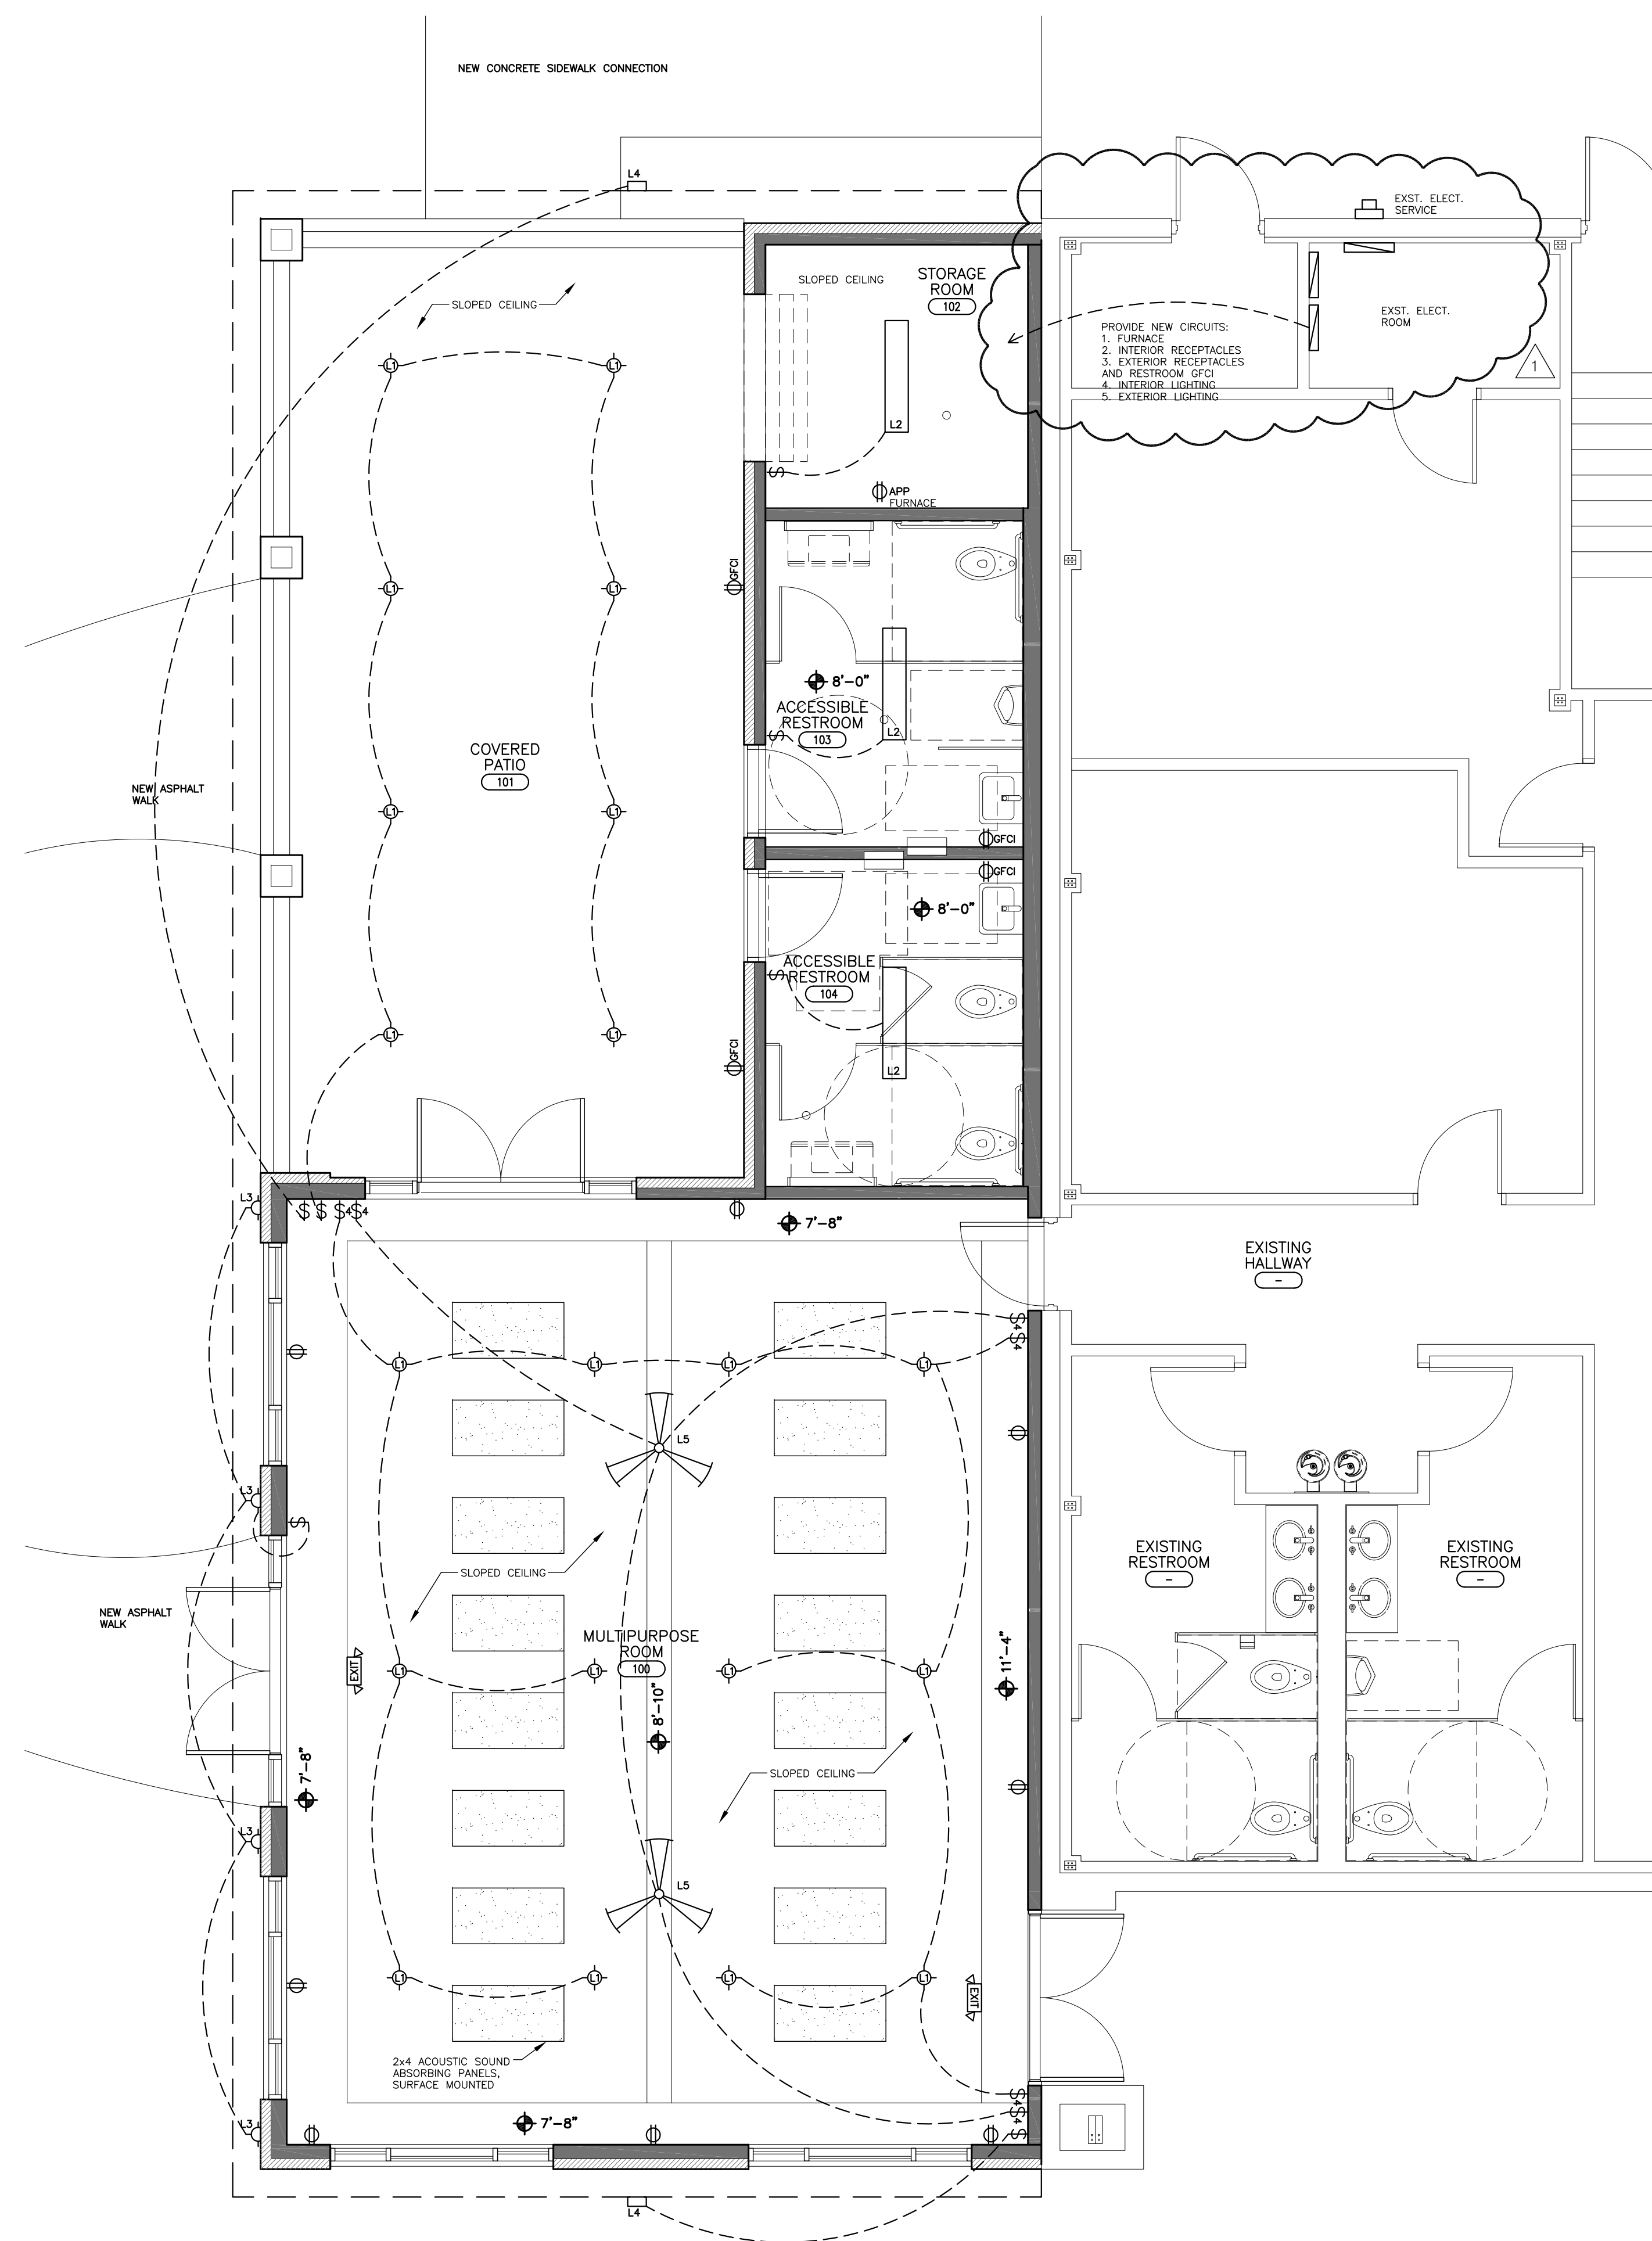 NEW CONCRETE SIDEWALK CONNECTION
L4
EXST. ELECT.
SERVICE
SLOPED CEILING
STORAGE
ROOM
102
SLOPED CEILING
EXST. ELECT.
ROOM
PROVIDE NEW CIRCUITS:
1. FURNACE
2. INTERIOR RECEPTACLES
3. EXTERIOR RECEPTACLES
AND RESTROOM GFCI
4. INTERIOR LIGHTING
5. EXTERIOR LIGHTING
1
L1
L1
L2
S
APP
FURNACE
GFCI
L1
L1
8'-0"
ACCESSIBLE
RESTROOM
103
S
L2
COVERED
PATIO
101
NEW ASPHALT
WALK
L1
L1
GFCI
GFCI
8'-0"
ACCESSIBLE
RESTROOM
104
S
L1
L1
GFCI
L2
L3
S S S4 S4
7'-8"
EXISTING
HALLWAY
-
S4
S4
L1
L1
L1
L1
L5
L3
S
SLOPED CEILING
EXISTING
RESTROOM
-
EXISTING
RESTROOM
-
NEW ASPHALT
WALK
MULTIPURPOSE
ROOM
100
EXIT
L1
L1
L1
L1
11'-4"
8'-10"
7'-8"
SLOPED CEILING
L3
L5
L1
L1
L1
L1
EXIT
2x4 ACOUSTIC SOUND
ABSORBING PANELS,
SURFACE MOUNTED
S4
S4
S
L3
7'-8"
L4